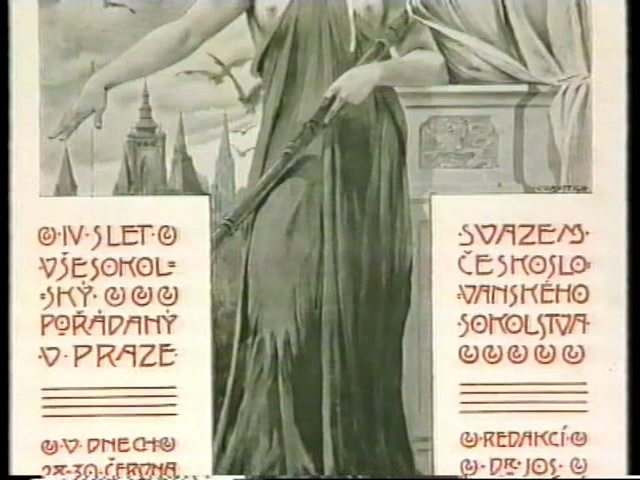 IV·SLET
VŠESOKOL=
=SKÝ
POŘÁDANÝ
V PRAZE
V DNECH
28-30. ČERVNA
SVAZEM
ČESKOSLO=
VANSKÉHO
SOKOLSTVA
REDAKCÍ
DR. JOS.